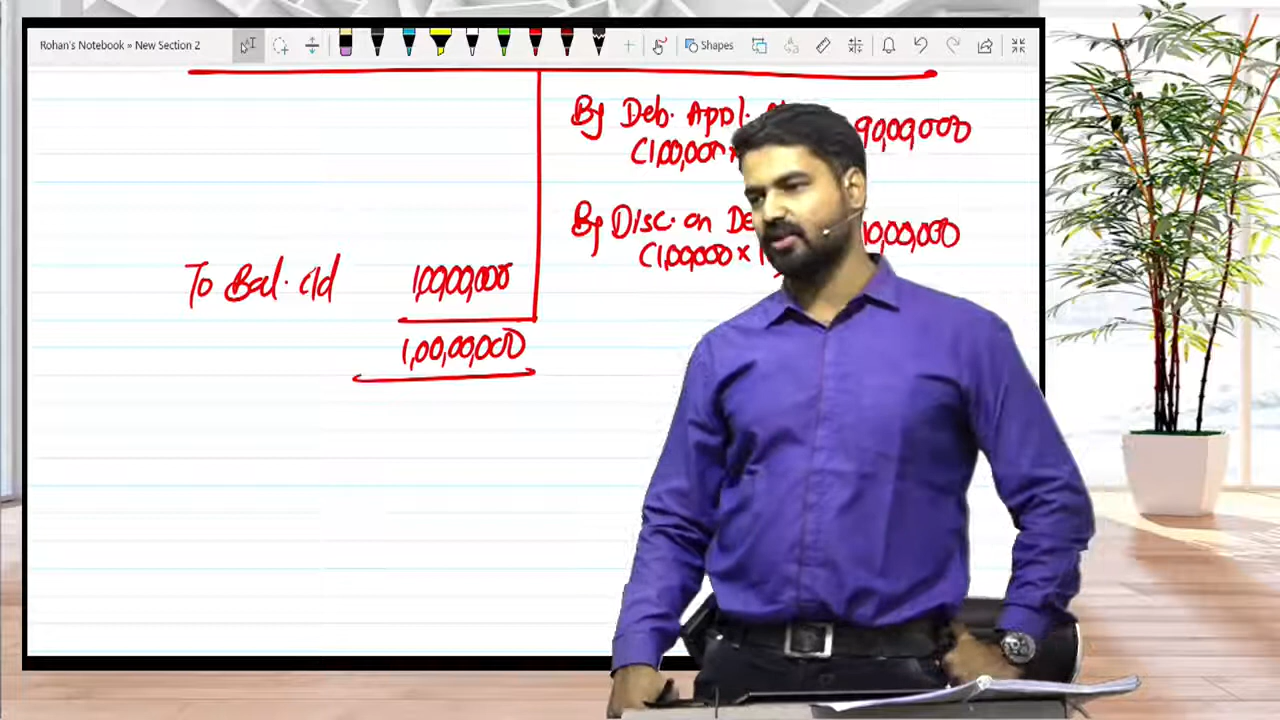 Rohan's Notebook » New Section 2
Shapes
By Deb. Appl.
90,00,000
(1,00,000 ×
By Disc. on De
10,00,000
(1,00,000 × 1
To Bal. c/d 1,00,00,000
1,00,00,000